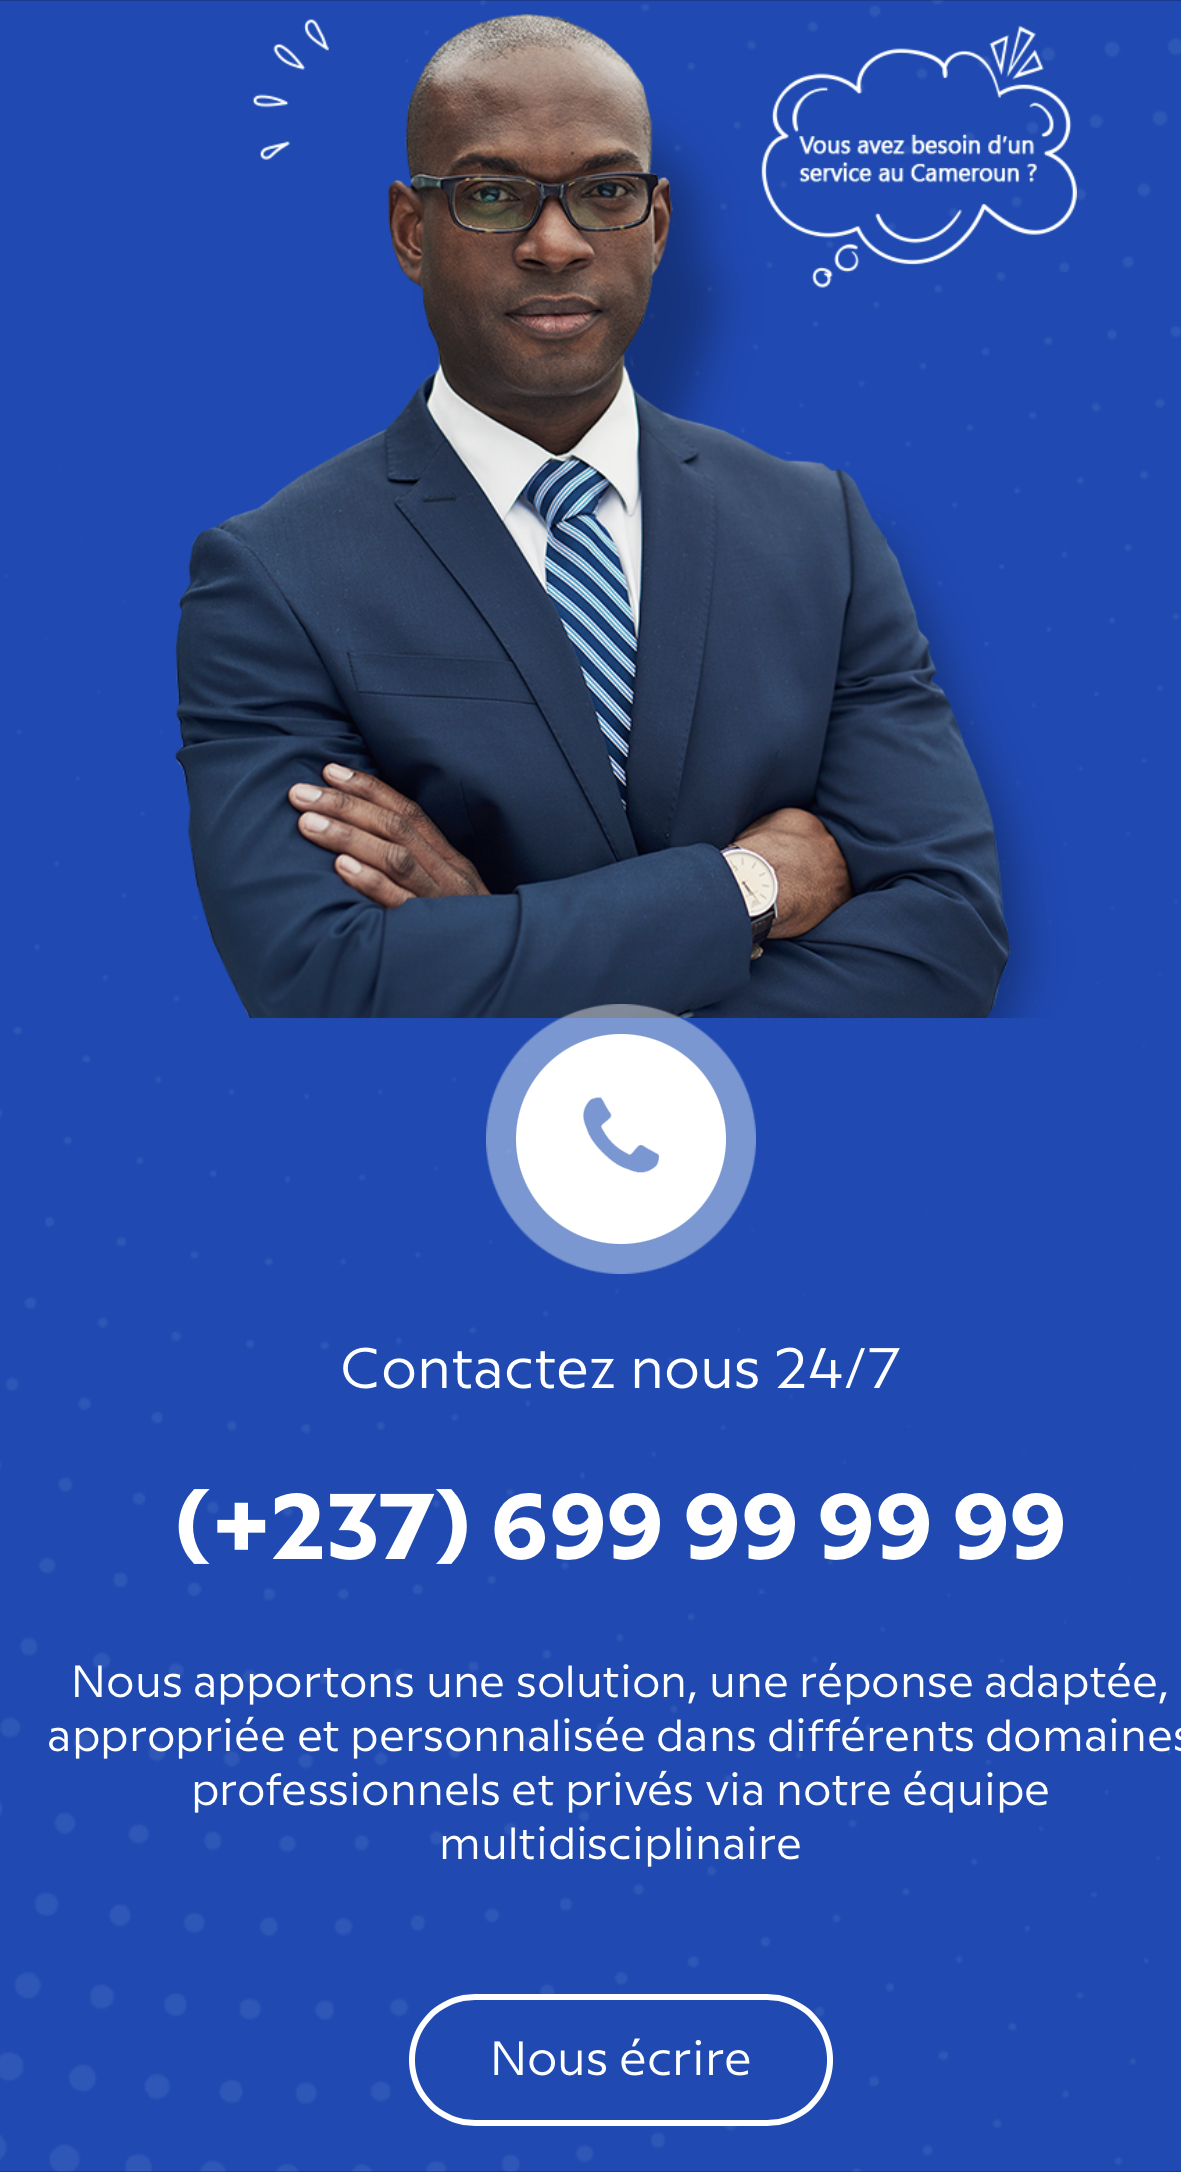 Vous avez besoin d'un
service au Cameroun ?
Contactez nous 24/7
(+237) 699 99 99 99
Nous apportons une solution, une réponse adaptée,
appropriée et personnalisée dans différents domaines
professionnels et privés via notre équipe
multidisciplinaire
Nous écrire